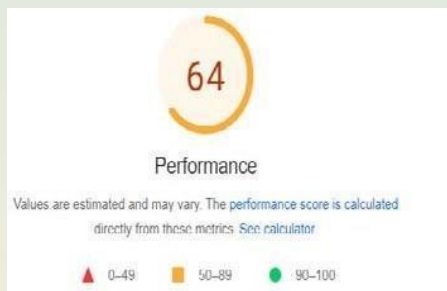 64
Performance
Values are estimated and may vary. The performance score is calculated
directly from these metrics. See calculator
0–49 50–89 90–100